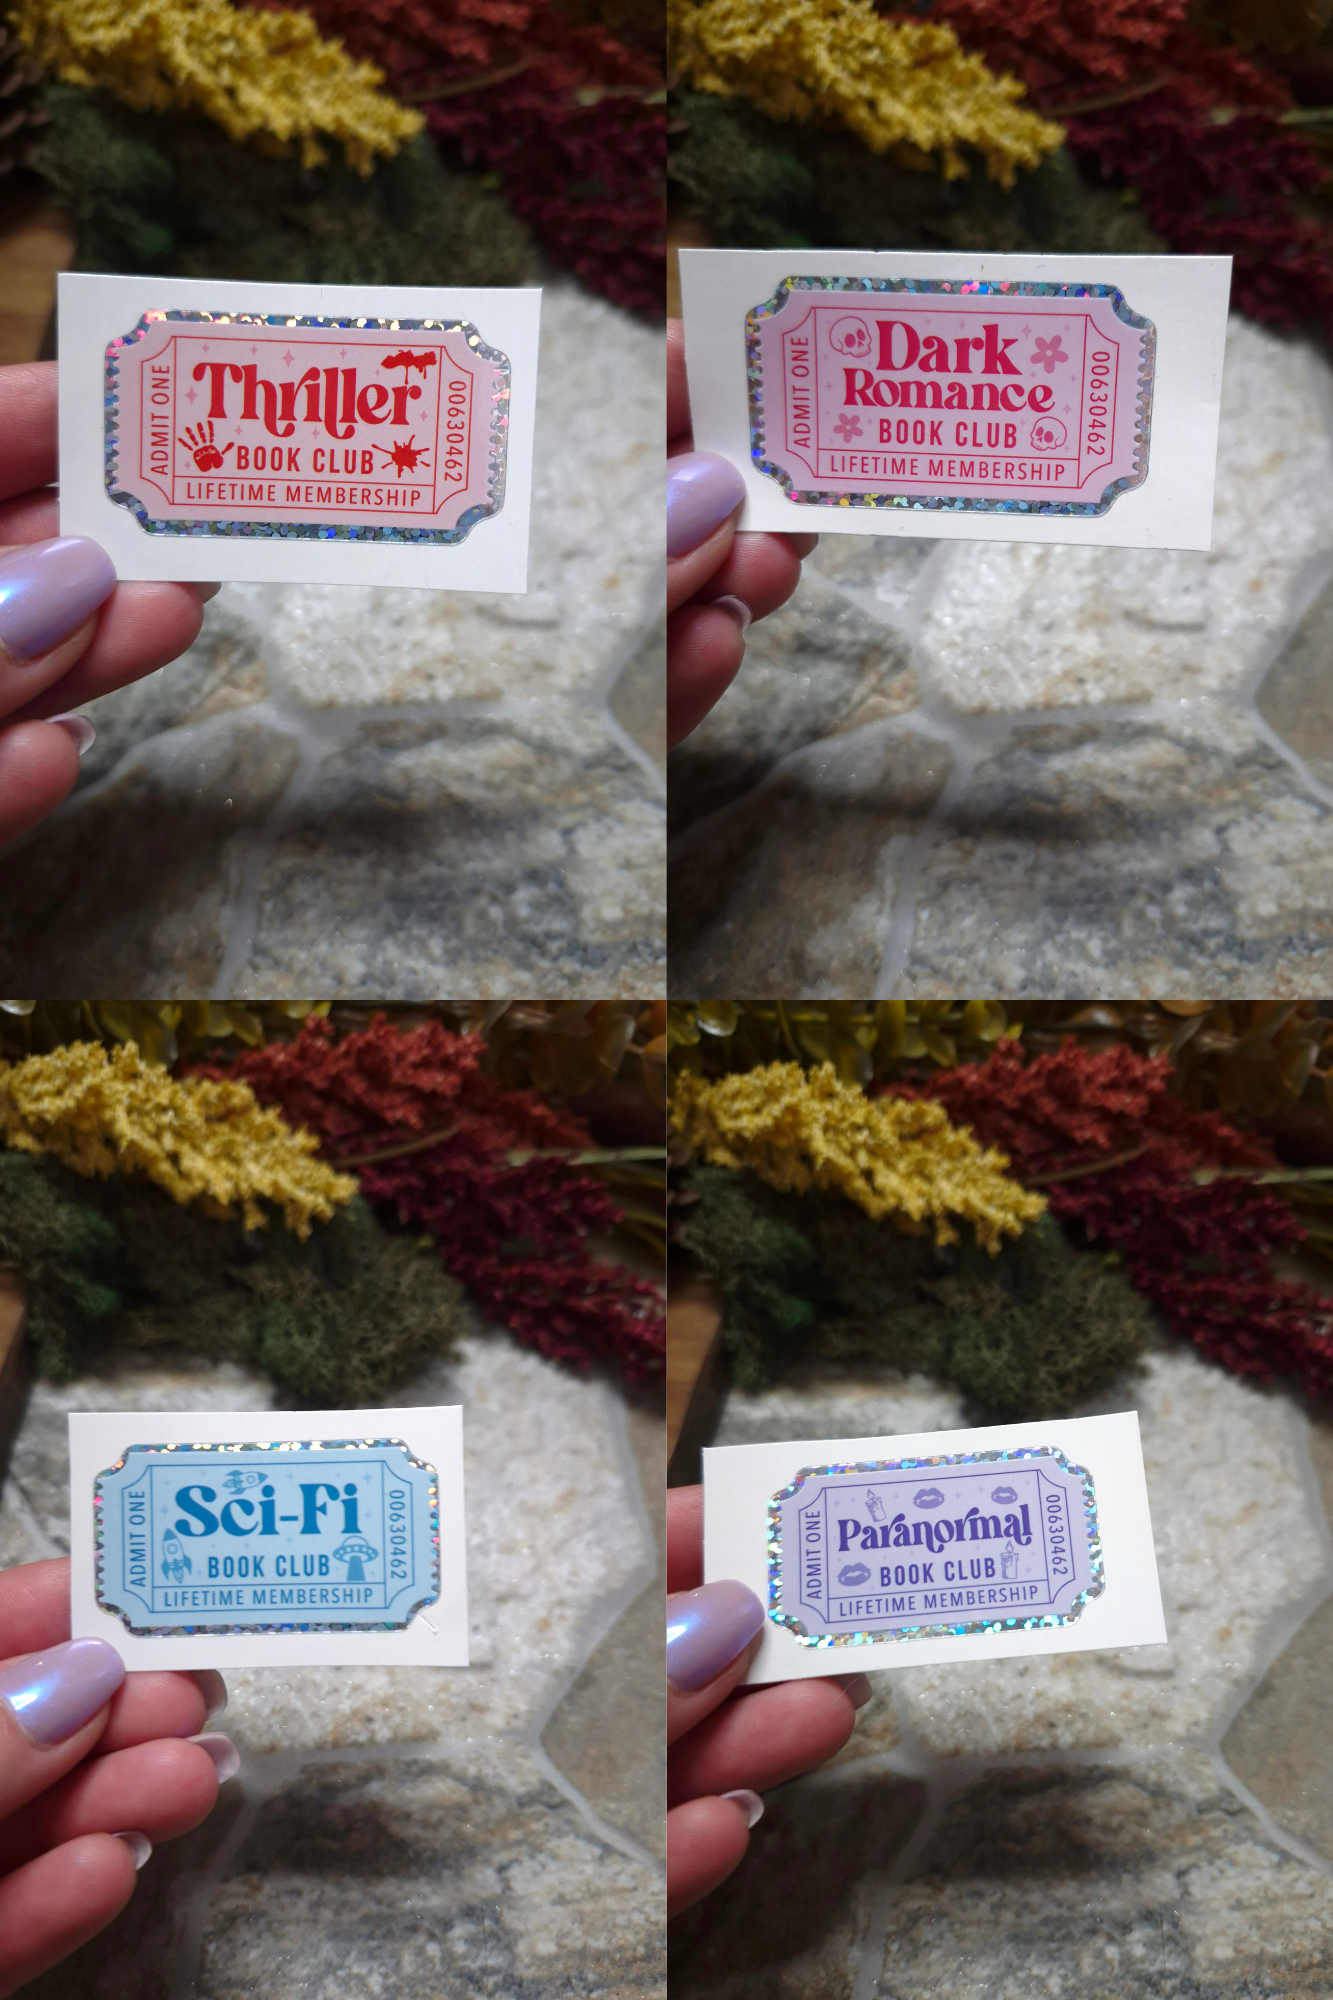 ADMIT ONE
Thriller
BOOK CLUB
LIFETIME MEMBERSHIP
00630462
ADMIT ONE
Dark
Romance
BOOK CLUB
LIFETIME MEMBERSHIP
00630462
ADMIT ONE
Sci-Fi
BOOK CLUB
LIFETIME MEMBERSHIP
00630462
ADMIT ONE
Paranormal
BOOK CLUB
LIFETIME MEMBERSHIP
00630462